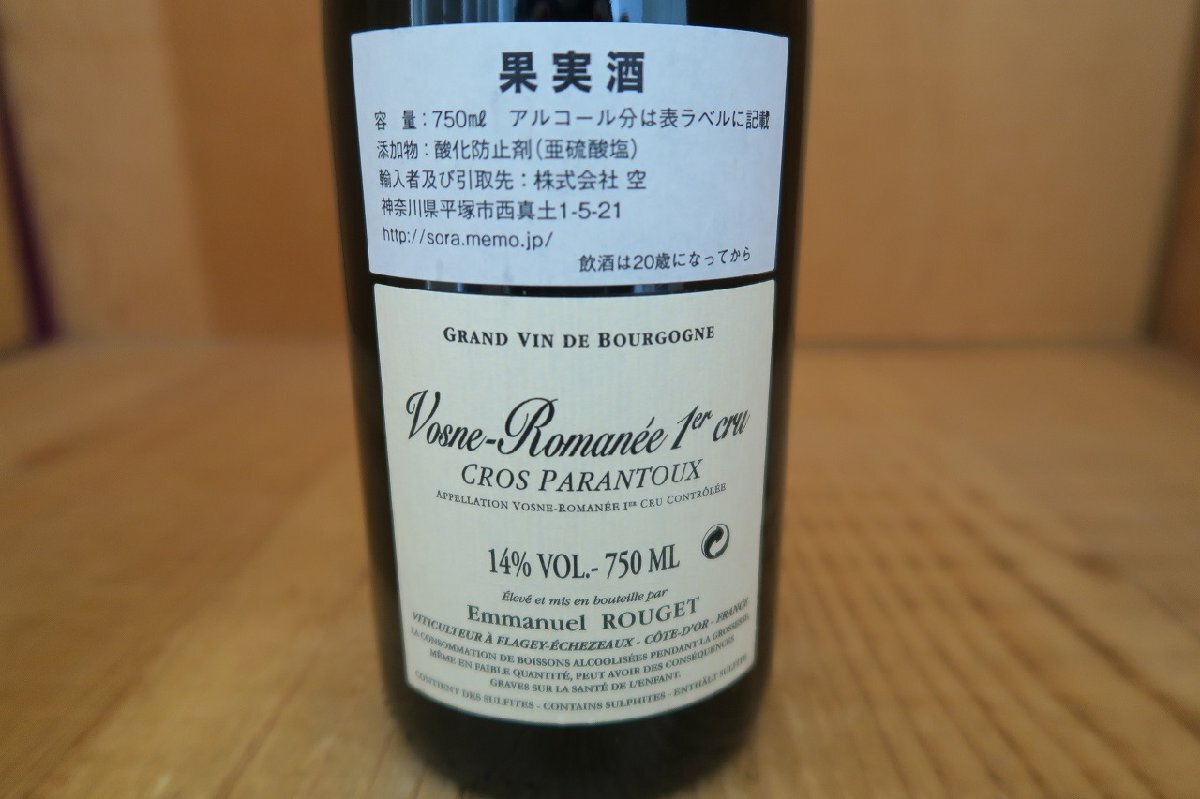 果実酒
容 量：750㎖ アルコール分は表ラベルに記載
添加物：酸化防止剤（亜硫酸塩）
輸入者及び引取先：株式会社 空
神奈川県平塚市西真土1-5-21
http://sora.memo.jp/
飲酒は20歳になってから
GRAND VIN DE BOURGOGNE
Vosne-Romanée 1er cru
CROS PARANTOUX
APPELLATION VOSNE-ROMANÉE 1ER CRU CONTRÔLÉE
14% VOL.- 750 ML
Élevé et mis en bouteille par
Emmanuel ROUGET
VITICULTEUR À FLAGEY-ÉCHEZEAUX - CÔTE-D'OR - FRANCE
LA CONSOMMATION DE BOISSONS ALCOOLISÉES PENDANT LA GROSSESSE,
MÊME EN FAIBLE QUANTITÉ, PEUT AVOIR DES CONSÉQUENCES
GRAVES SUR LA SANTÉ DE L'ENFANT.
CONTIENT DES SULFITES - CONTAINS SULPHITES - ENTHÄLT SULFITE